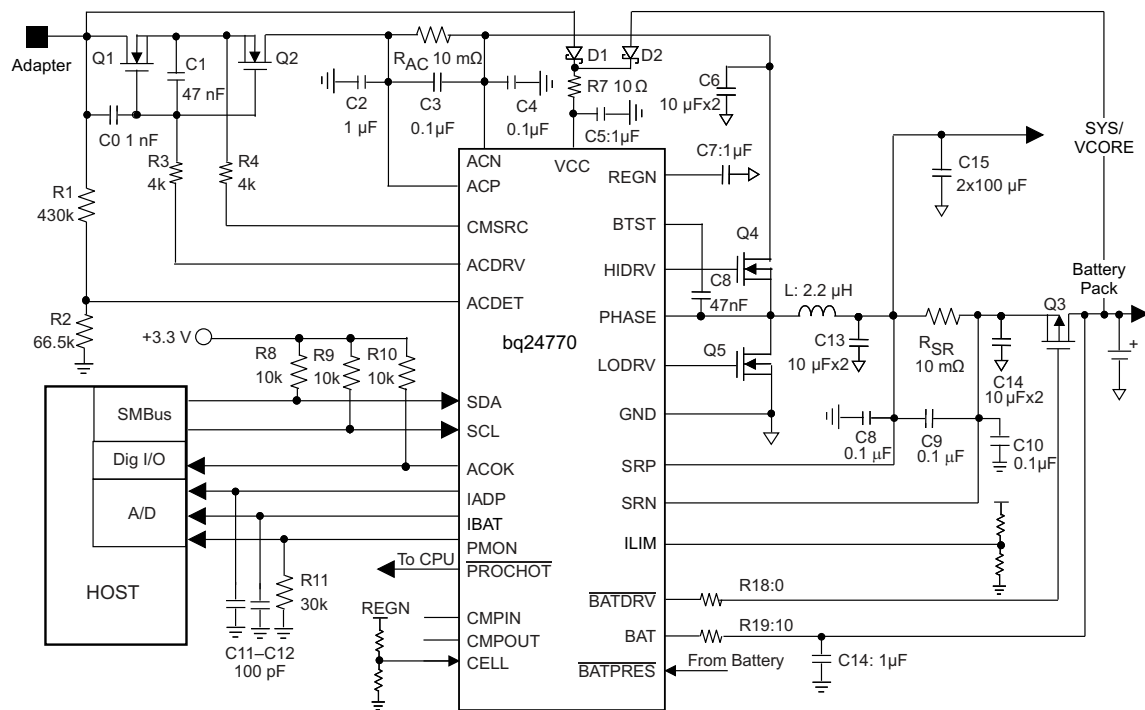 Adapter
Q1
C1
47 nF
Q2
C0 1 nF
RAC 10 mΩ
C2
1 µF
C3
0.1µF
C4
0.1µF
D1
D2
R7 10 Ω
C5:1µF
C6
10 µFx2
SYS/
VCORE
R3
4k
R4
4k
R1
430k
R2
66.5k
ACN
ACP
CMSRC
ACDRV
ACDET
VCC
REGN
BTST
HIDRV
PHASE
LODRV
GND
SRP
SRN
ILIM
BATDRV
BAT
BATPRES
bq24770
C7:1µF
C8
47nF
Q4
Q5
L: 2.2 µH
C15
2x100 µF
C13
10 µFx2
RSR
10 mΩ
C14
10 µFx2
Battery
Pack
Q3
+
C8
0.1 µF
C9
0.1 µF
C10
0.1µF
R18:0
R19:10
C14: 1µF
From Battery
+3.3 V
R8
10k
R9
10k
R10
10k
SMBus
Dig I/O
A/D
HOST
SDA
SCL
ACOK
IADP
IBAT
PMON
PROCHOT
CMPIN
CMPOUT
CELL
To CPU
R11
30k
REGN
C11–C12
100 pF